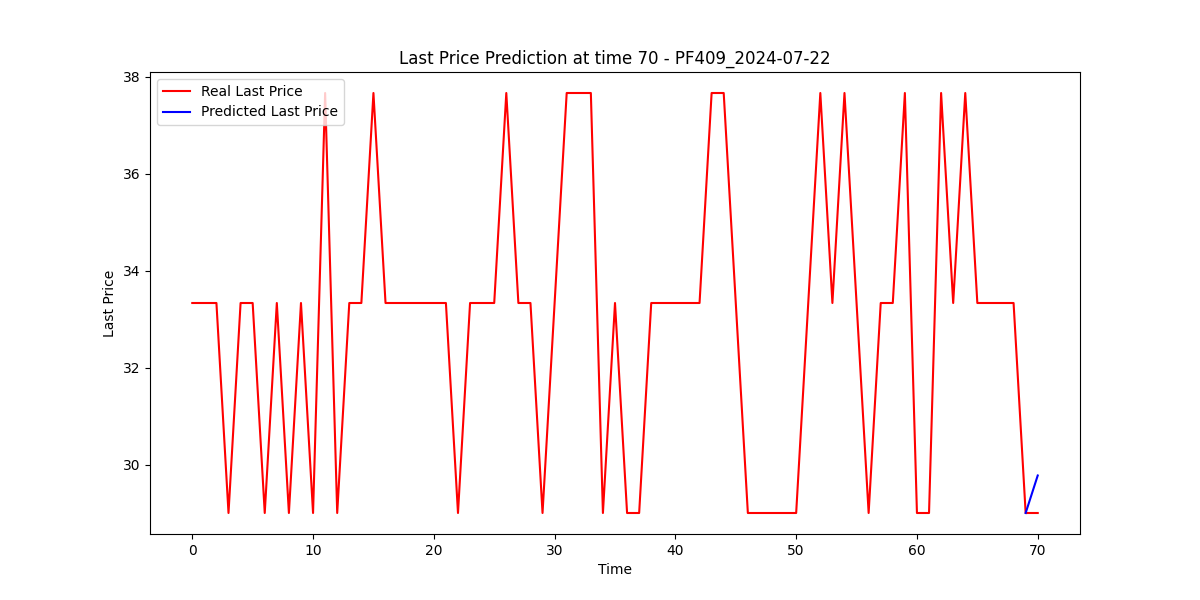 Last Price Prediction at time 70 - PF409_2024-07-22
Real Last Price
Predicted Last Price
38
36
34
32
30
Last Price
0 10 20 30 40 50 60 70
Time